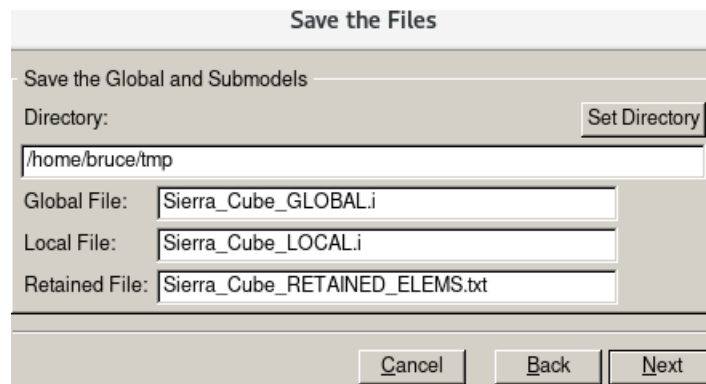 Save the Files
Save the Global and Submodels
Directory:
Set Directory
/home/bruce/tmp
Global File: Sierra_Cube_GLOBAL.i
Local File: Sierra_Cube_LOCAL.i
Retained File: Sierra_Cube_RETAINED_ELEMS.txt
Cancel Back Next